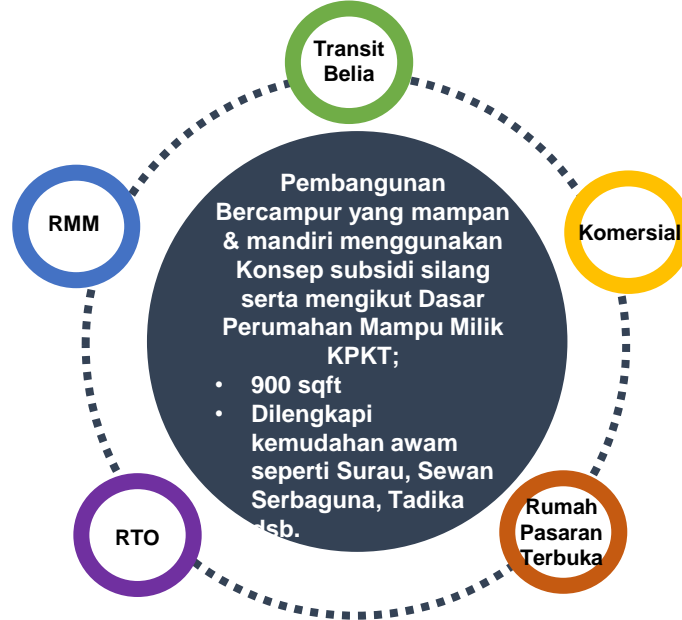 Transit
Belia
RMM
Komersial
Pembangunan
Bercampur yang mampan
& mandiri menggunakan
Konsep subsidi silang
serta mengikut Dasar
Perumahan Mampu Milik
KPKT;
• 900 sqft
• Dilengkapi
kemudahan awam
seperti Surau, Sewan
Serbaguna, Tadika
dsb.
RTO
Rumah
Pasaran
Terbuka